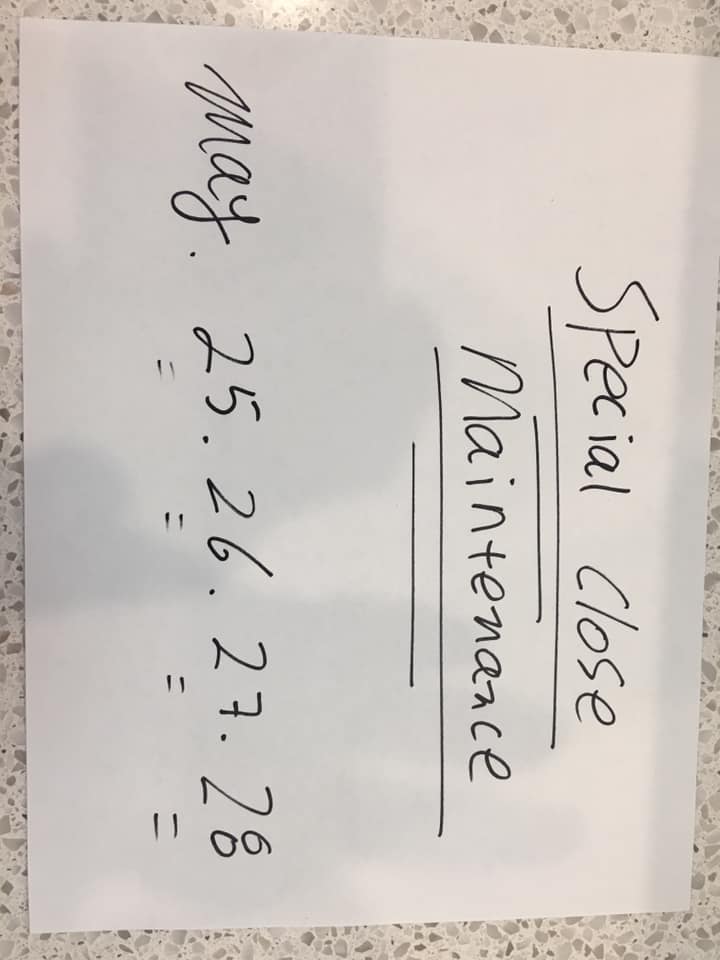 Special Close
Maintenance
May. 25. 26. 27. 28